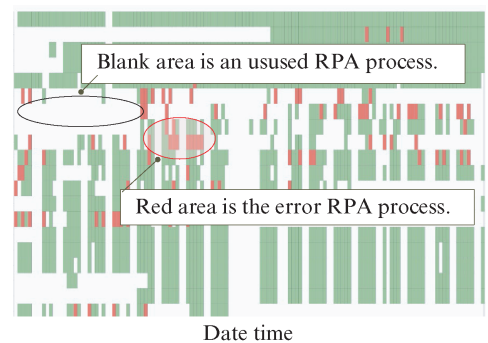 Blank area is an usused RPA process.
Red area is the error RPA process.
Date time